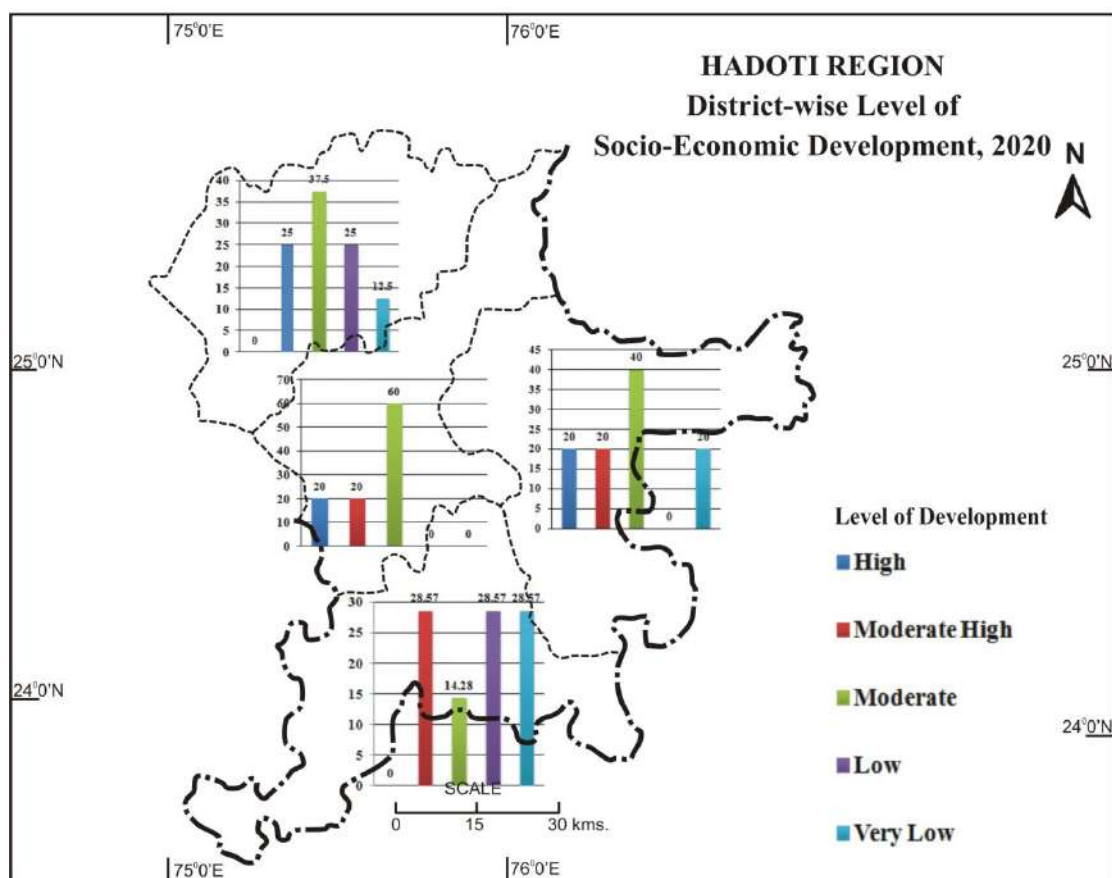 75°0'E
76°0'E
HADOTI REGION
District-wise Level of
Socio-Economic Development, 2020
N
40
35
30
25
20
15
10
5
0
0
25
37.5
25
12.5
25°0'N
25°0'N
70
60
50
40
30
20
10
0
20
20
60
0
0
45
40
35
30
25
20
15
10
5
0
20
20
40
0
20
Level of Development
High
Moderate High
Moderate
Low
Very Low
30
25
20
15
10
5
0
0
28.57
14.28
28.57
28.57
24°0'N
24°0'N
SCALE
0 15 30 kms.
75°0'E
76°0'E